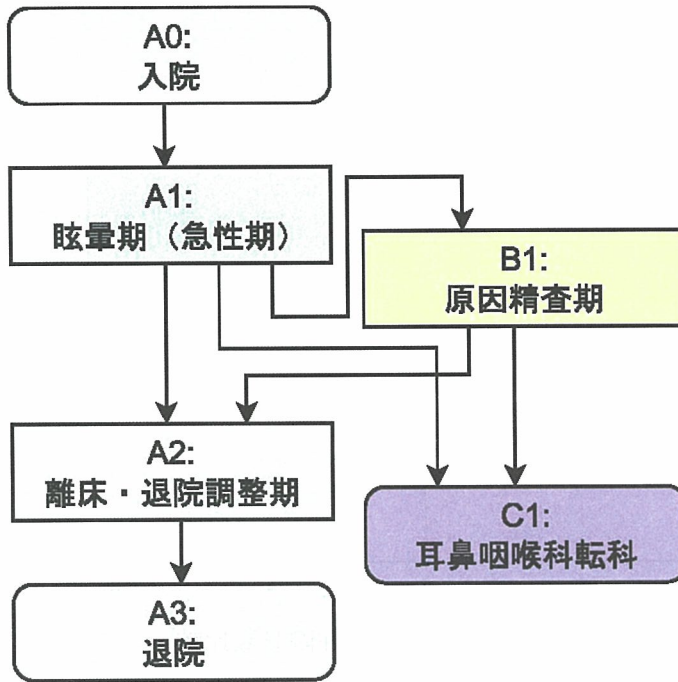 A0:
入院
A1:
眩暈期（急性期）
B1:
原因精査期
A2:
離床・退院調整期
C1:
耳鼻咽喉科転科
A3:
退院